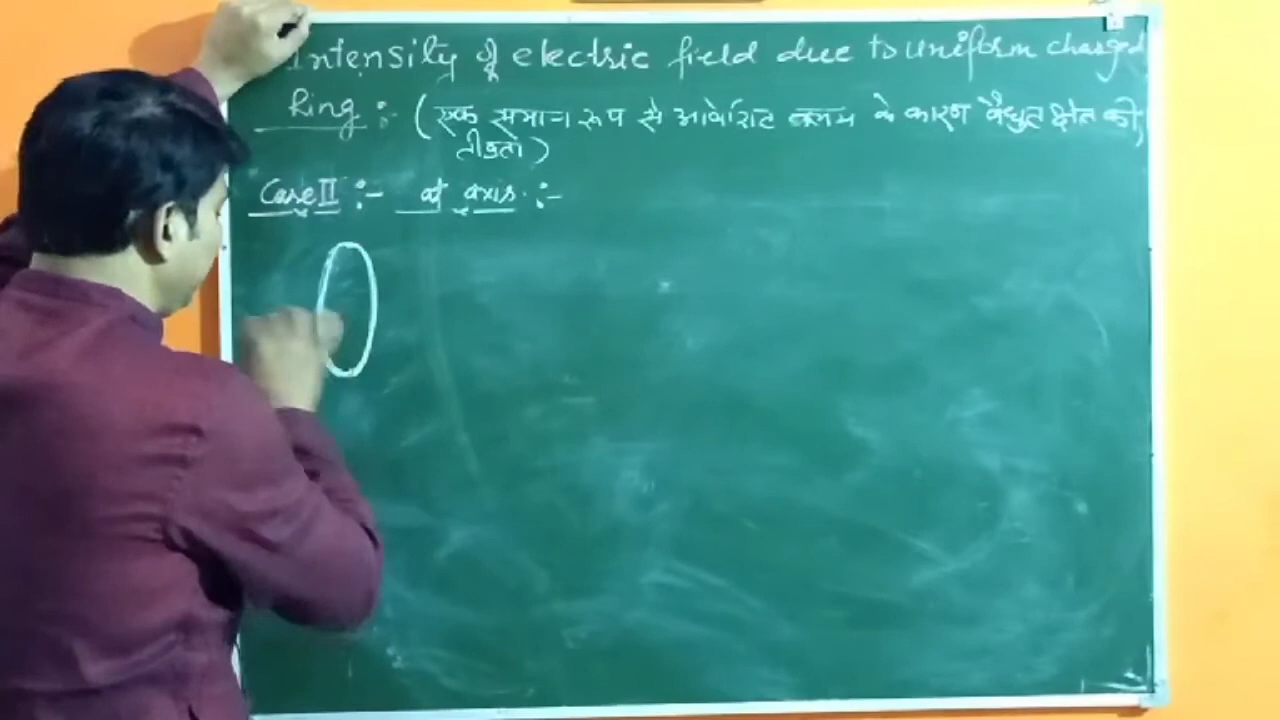 Intensity of electric field due to uniform charged
Ring :- (एक समान रूप से आवेशित वलय के कारण वैधुत क्षेत्र की
तीव्रता)
Case II :- at axis. :-